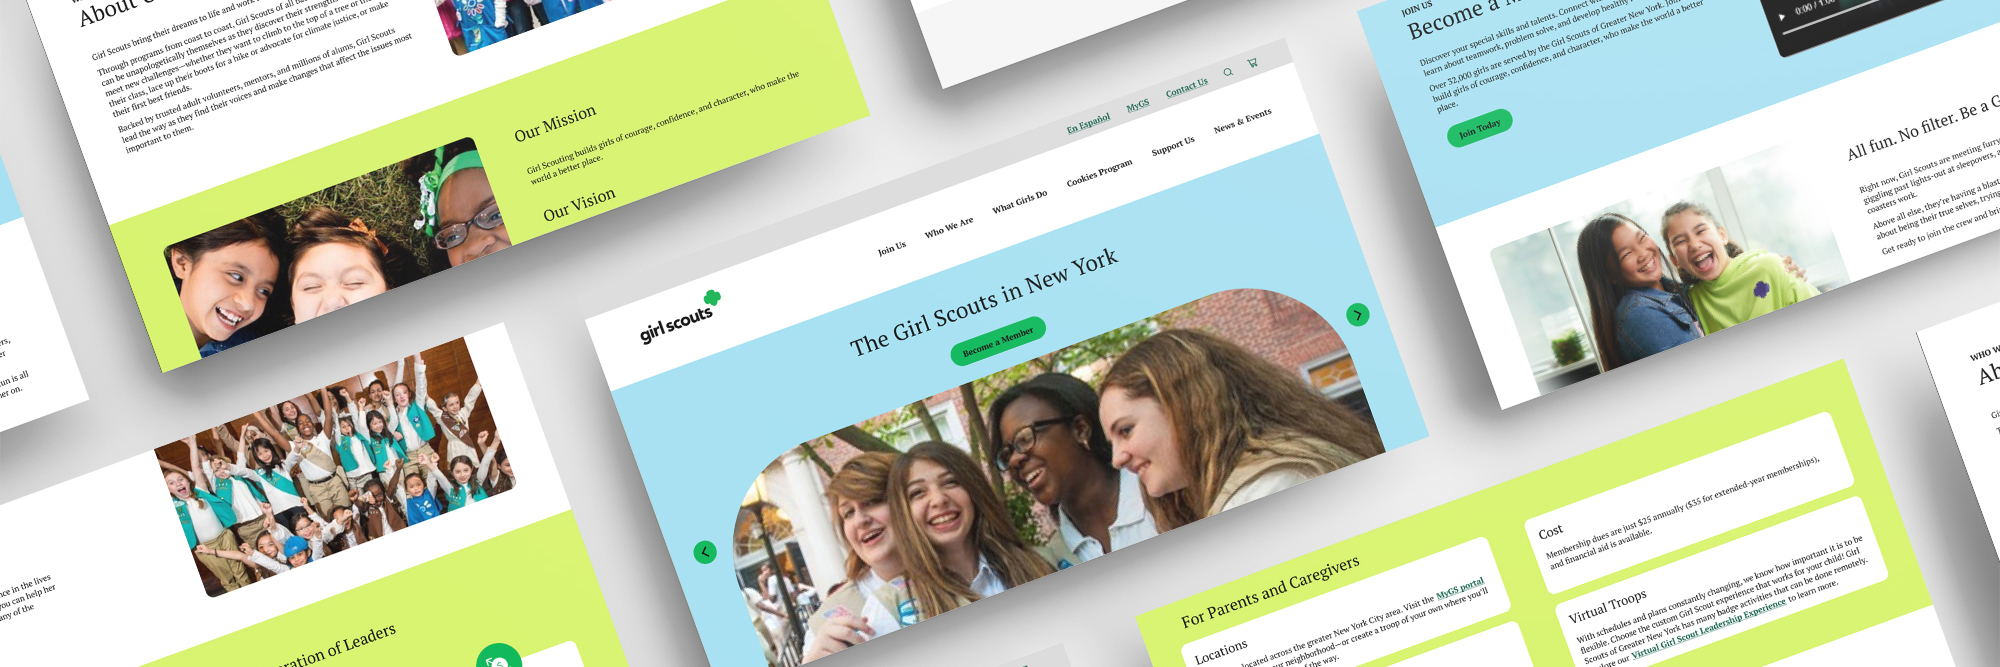 About
Girl Scouts bring their dreams to life and work
Through programs from coast to coast, Girl Scouts of all
can be unapologetically themselves as they discover their strengths
meet new challenges—whether they want to climb to the top of a tree or the
their class, lace up their boots for a hike or advocate for climate justice, or make
their first best friends.
Backed by trusted adult volunteers, mentors, and millions of alums, Girl Scouts
lead the way as they find their voices and make changes that affect the issues most
important to them.
Our Mission
Girl Scouting builds girls of courage, confidence, and character, who make the
world a better place.
Our Vision
En Español
MyGS
Contact Us
girl scouts
Join Us
Who We Are
What Girls Do
Cookies Program
Support Us
News & Events
The Girl Scouts in New York
Become a Member
JOIN US
Become a
Discover your special skills and talents. Connect
learn about teamwork, problem solve, and develop healthy
Over 32,000 girls are served by the Girl Scouts of Greater New York. Join
build girls of courage, confidence, and character, who make the world a better
place.
Join Today
0:00 /
All fun. No filter. Be a G
Right now, Girl Scouts are meeting furry
giggling past lights-out at sleepovers,
coasters work.
Above all else, they're having a blast
about being their true selves, trying
Get ready to join the crew and
For Parents and Caregivers
Locations
located across the greater New York City area. Visit the MyGS portal
neighborhood—or create a troop of your own where you'll
of the way.
Cost
Membership dues are just $25 annually ($35 for extended-year memberships),
and financial aid is available.
Virtual Troops
With schedules and plans constantly changing, we know how important it is to be
flexible. Choose the custom Girl Scout experience that works for your child! Girl
Scouts of Greater New York has many badge activities that can be done remotely.
our Virtual Girl Scout Leadership Experience to learn more.
of Leaders
in the lives
you can help her
any of the
fun is all
on.
WHO